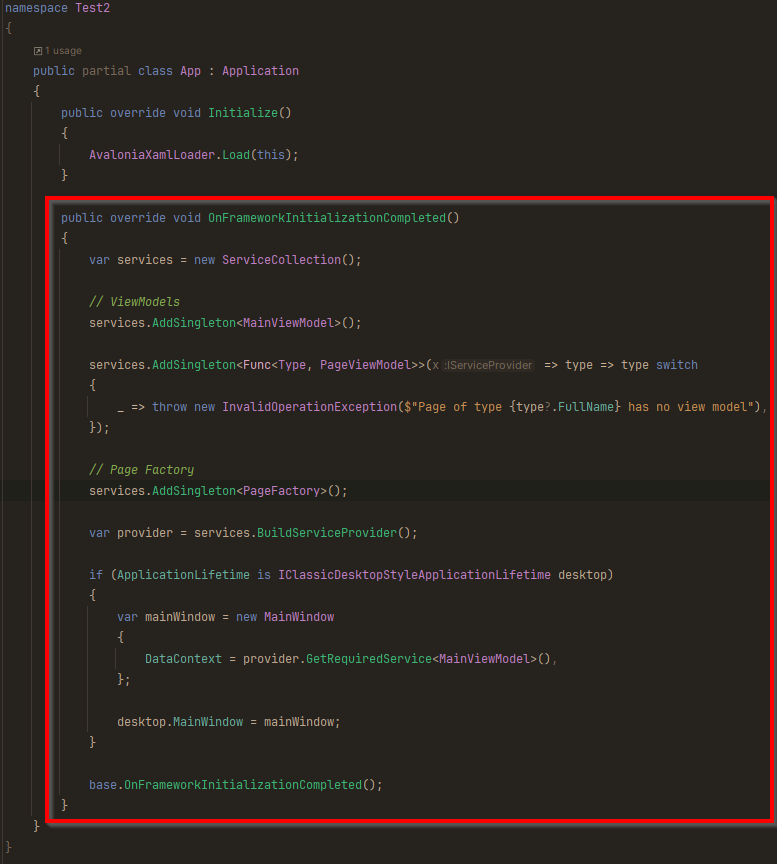 namespace Test2
{
1 usage
public partial class App : Application
{
public override void Initialize()
{
AvaloniaXamlLoader.Load(this);
}
public override void OnFrameworkInitializationCompleted()
{
var services = new ServiceCollection();
// ViewModels
services.AddSingleton<MainViewModel>();
services.AddSingleton<Func<Type, PageViewModel>>(x :IServiceProvider => type => type switch
{
_ => throw new InvalidOperationException($"Page of type {type?.FullName} has no view model"),
});
// Page Factory
services.AddSingleton<PageFactory>();
var provider = services.BuildServiceProvider();
if (ApplicationLifetime is IClassicDesktopStyleApplicationLifetime desktop)
{
var mainWindow = new MainWindow
{
DataContext = provider.GetRequiredService<MainViewModel>(),
};
desktop.MainWindow = mainWindow;
}
base.OnFrameworkInitializationCompleted();
}
}
}